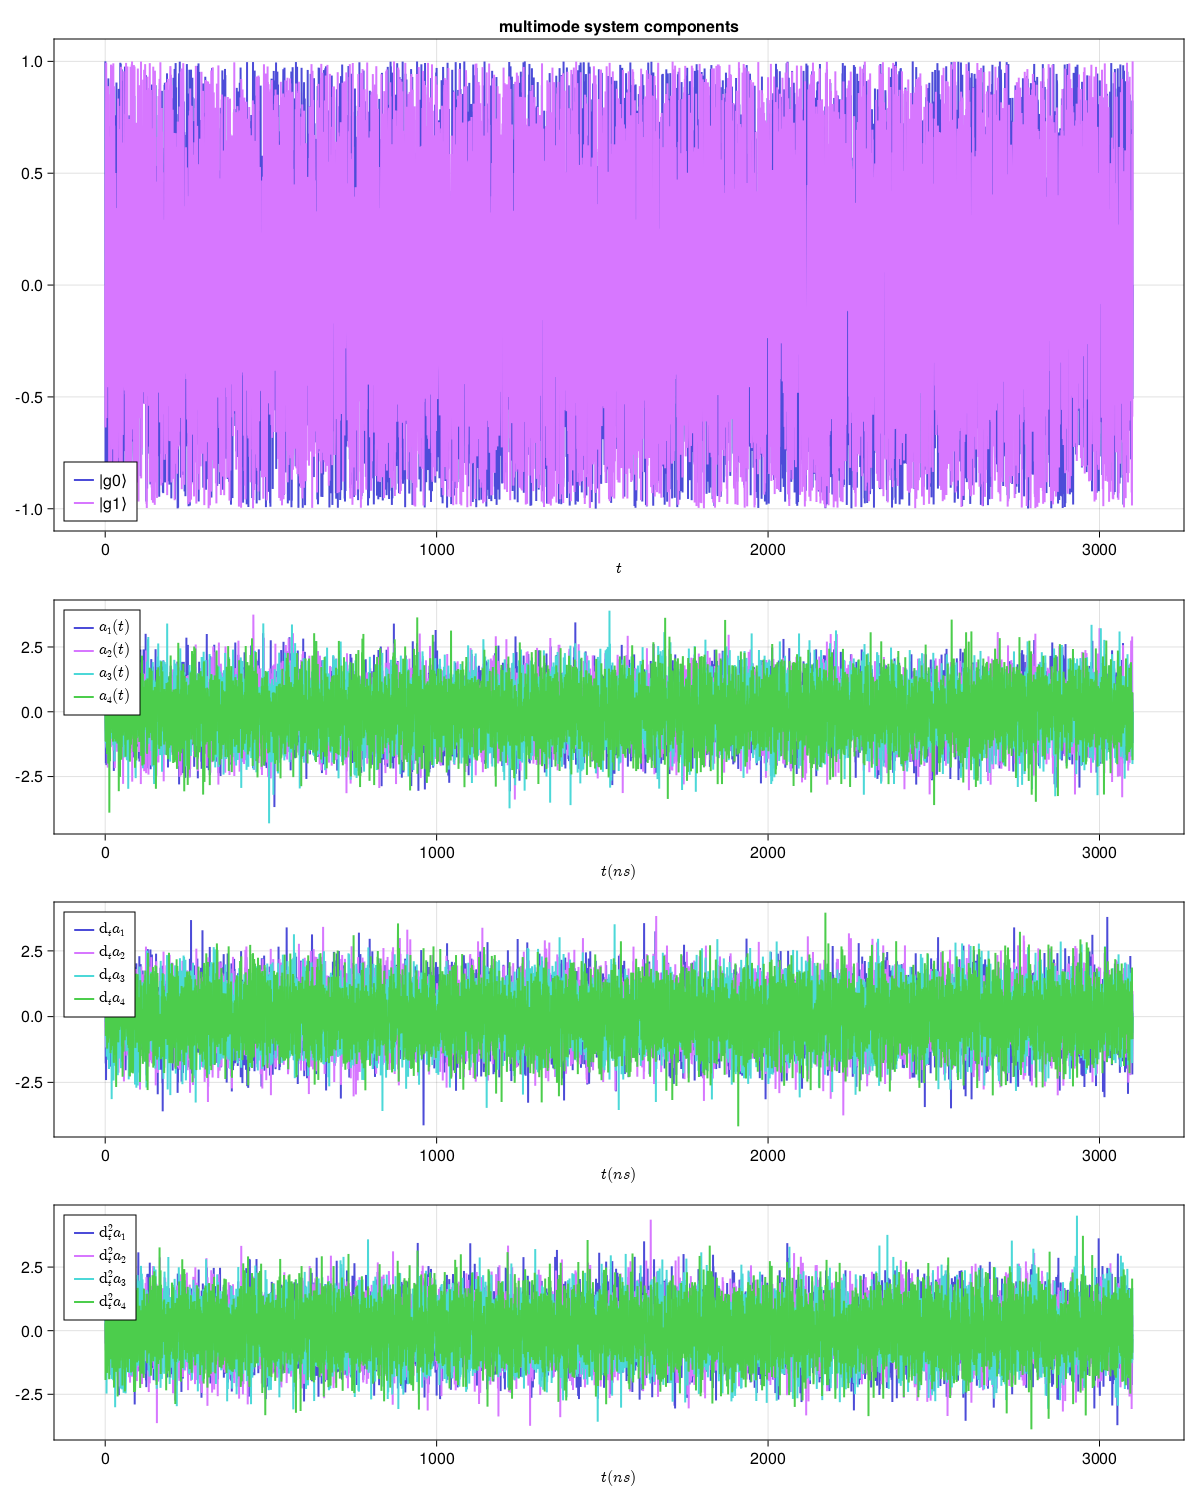 multimode system components
1.0
0.5
0.0
-0.5
-1.0
|g0⟩
|g1⟩
0 1000 2000 3000
t
2.5
0.0
-2.5
a₁(t)
a₂(t)
a₃(t)
a₄(t)
0 1000 2000 3000
t(ns)
2.5
0.0
-2.5
dₜa₁
dₜa₂
dₜa₃
dₜa₄
0 1000 2000 3000
t(ns)
2.5
0.0
-2.5
dₜ²a₁
dₜ²a₂
dₜ²a₃
dₜ²a₄
0 1000 2000 3000
t(ns)